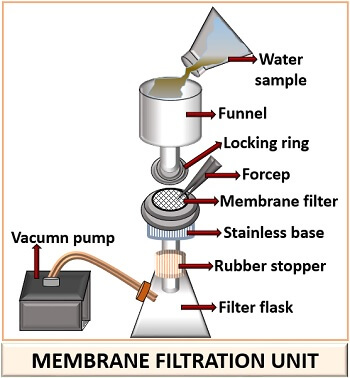 Water
sample
Funnel
Locking ring
Forcep
Membrane filter
Stainless base
Vacumn pump
Rubber stopper
Filter flask
MEMBRANE FILTRATION UNIT